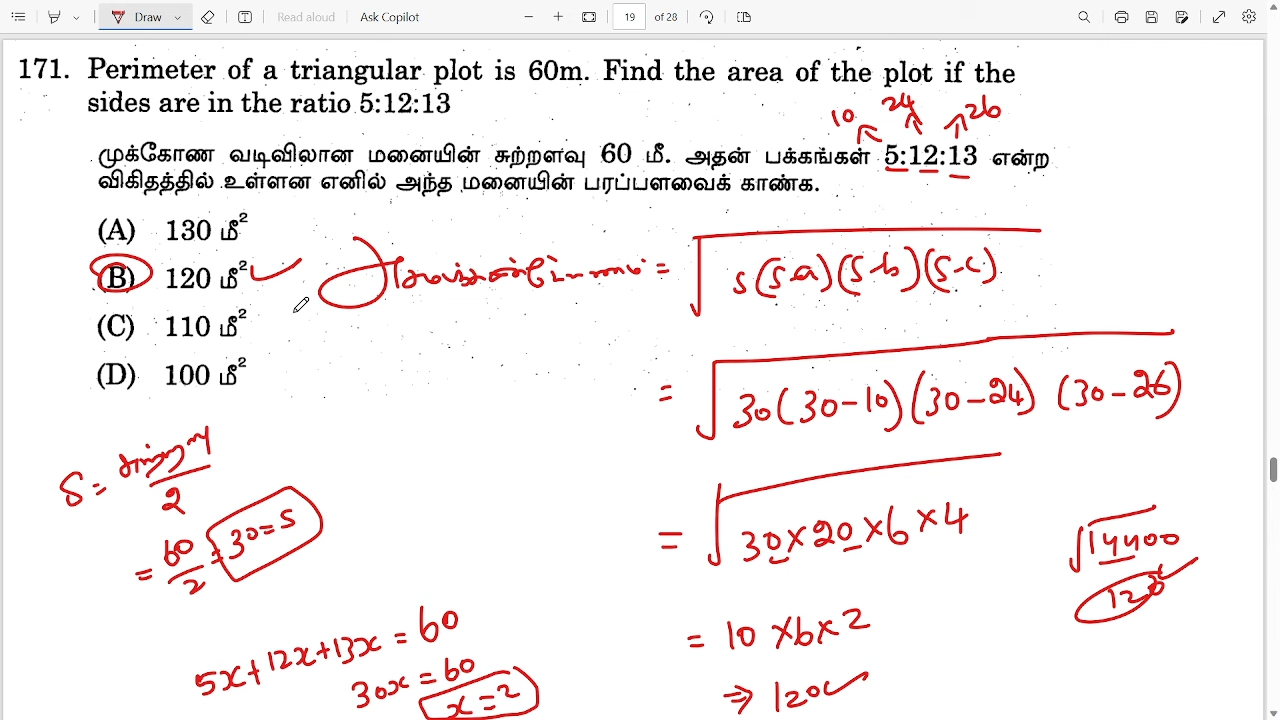 Draw
Read aloud
Ask Copilot
19 of 28
171. Perimeter of a triangular plot is 60m. Find the area of the plot if the
sides are in the ratio 5:12:13
10 24 26
முக்கோண வடிவிலான மனையின் சுற்றளவு 60 மீ. அதன் பக்கங்கள் 5:12:13 என்ற
விகிதத்தில் உள்ளன எனில் அந்த மனையின் பரப்பளவைக் காண்க.
(A) 130 மீ²
(B) 120 மீ²
(C) 110 மீ²
(D) 100 மீ²
= √s(s-a)(s-b)(s-c)
= √30(30-10)(30-24)(30-26)
= √30×20×6×4
= 10×6×2
⇒ 120
√14400
120
S = சுற்றளவு/2
= 60/2 = 30 = S
5x+12x+13x = 60
30x = 60
x = 2